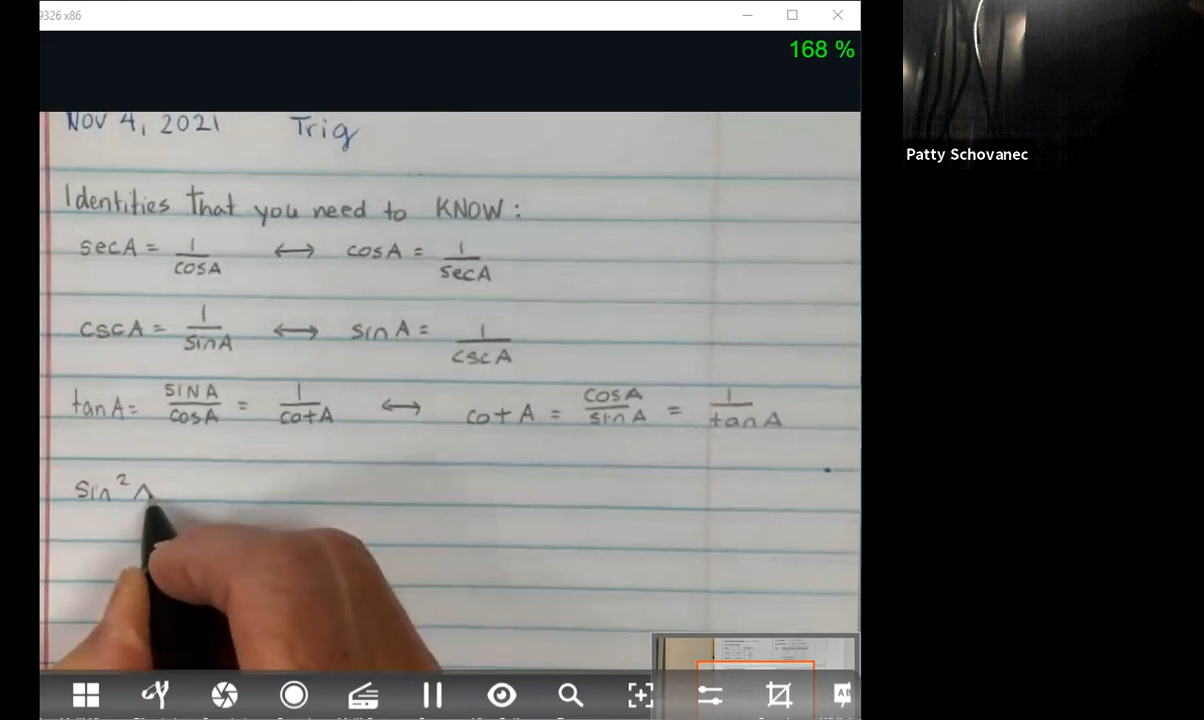 9326 x86
168 %
Patty Schovanec
Nov 4, 2021 Trig
Identities that you need to KNOW:
secA = 1/cosA ↔ cosA = 1/secA
cscA = 1/sinA ↔ sinA = 1/cscA
tanA = sinA/cosA = 1/cotA ↔ cotA = cosA/sinA = 1/tanA
sin² A